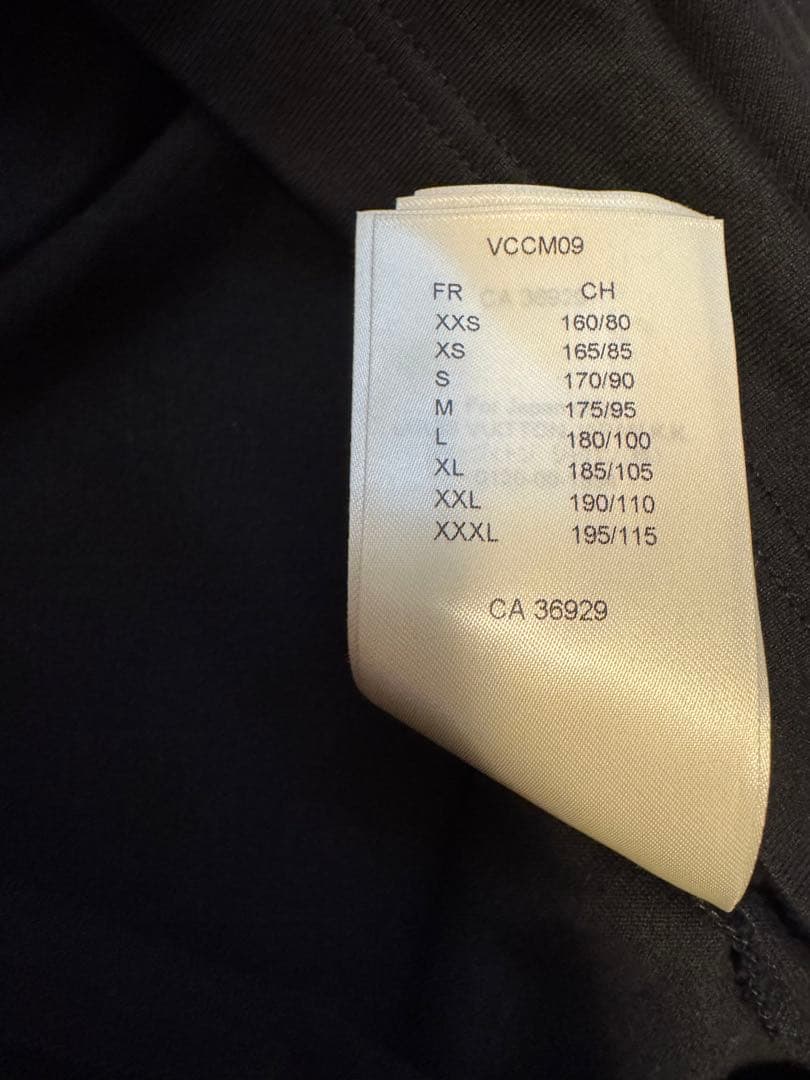 VCCM09
FR CH
XXS 160/80
XS 165/85
S 170/90
M 175/95
L 180/100
XL 185/105
XXL 190/110
XXXL 195/115
CA 36929